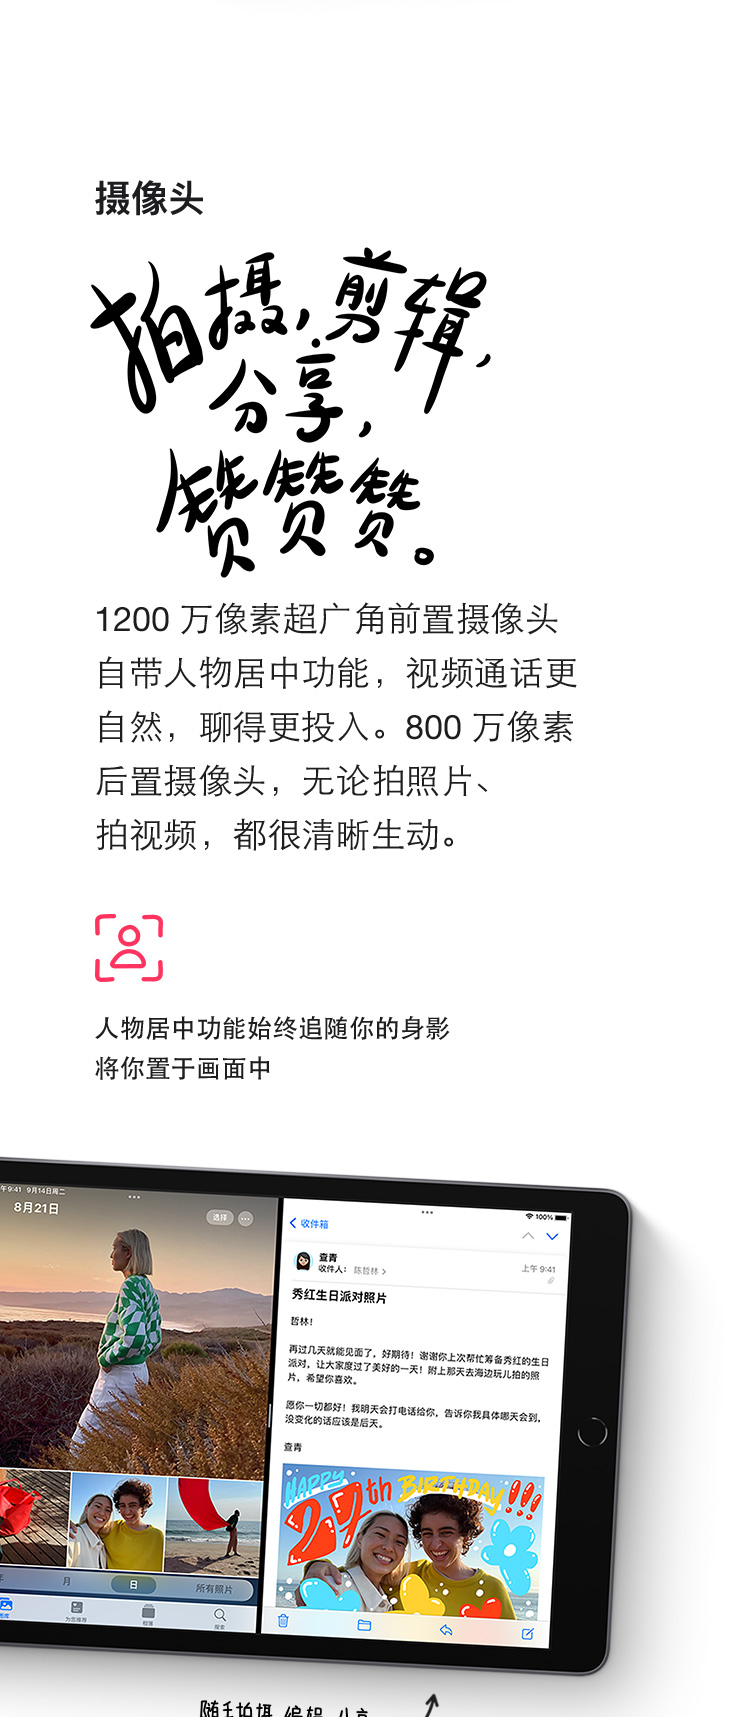 摄像头
拍摄，剪辑，
分享，
赞赞赞。
1200 万像素超广角前置摄像头
自带人物居中功能，视频通话更
自然，聊得更投入。800 万像素
后置摄像头，无论拍照片、
拍视频，都很清晰生动。
人物居中功能始终追随你的身影
将你置于画面中
午9:41 9月14日周二
8月21日
选择
月
日
所有照片
图库
为您推荐
相簿
搜索
100%
收件箱
查青
收件人： 陈哲林
上午 9:41
秀红生日派对照片
哲林！
再过几天就能见面了，好期待！谢谢你上次帮忙筹备秀红的生日
派对，让大家度过了美好的一天！附上那天去海边玩儿拍的照
片，希望你喜欢。
愿你一切都好！我明天会打电话给你，告诉你我具体哪天会到，
没变化的话应该是后天。
查青
HAPPY
27th BIRTHDAY!!!
随手拍摄，编辑，分享